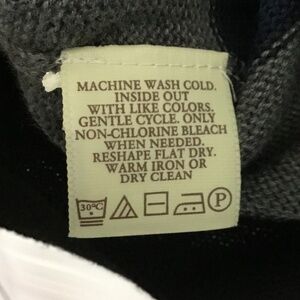 MACHINE WASH COLD.
INSIDE OUT
WITH LIKE COLORS.
GENTLE CYCLE. ONLY
NON-CHLORINE BLEACH
WHEN NEEDED.
RESHAPE FLAT DRY.
WARM IRON OR
DRY CLEAN
30°C P